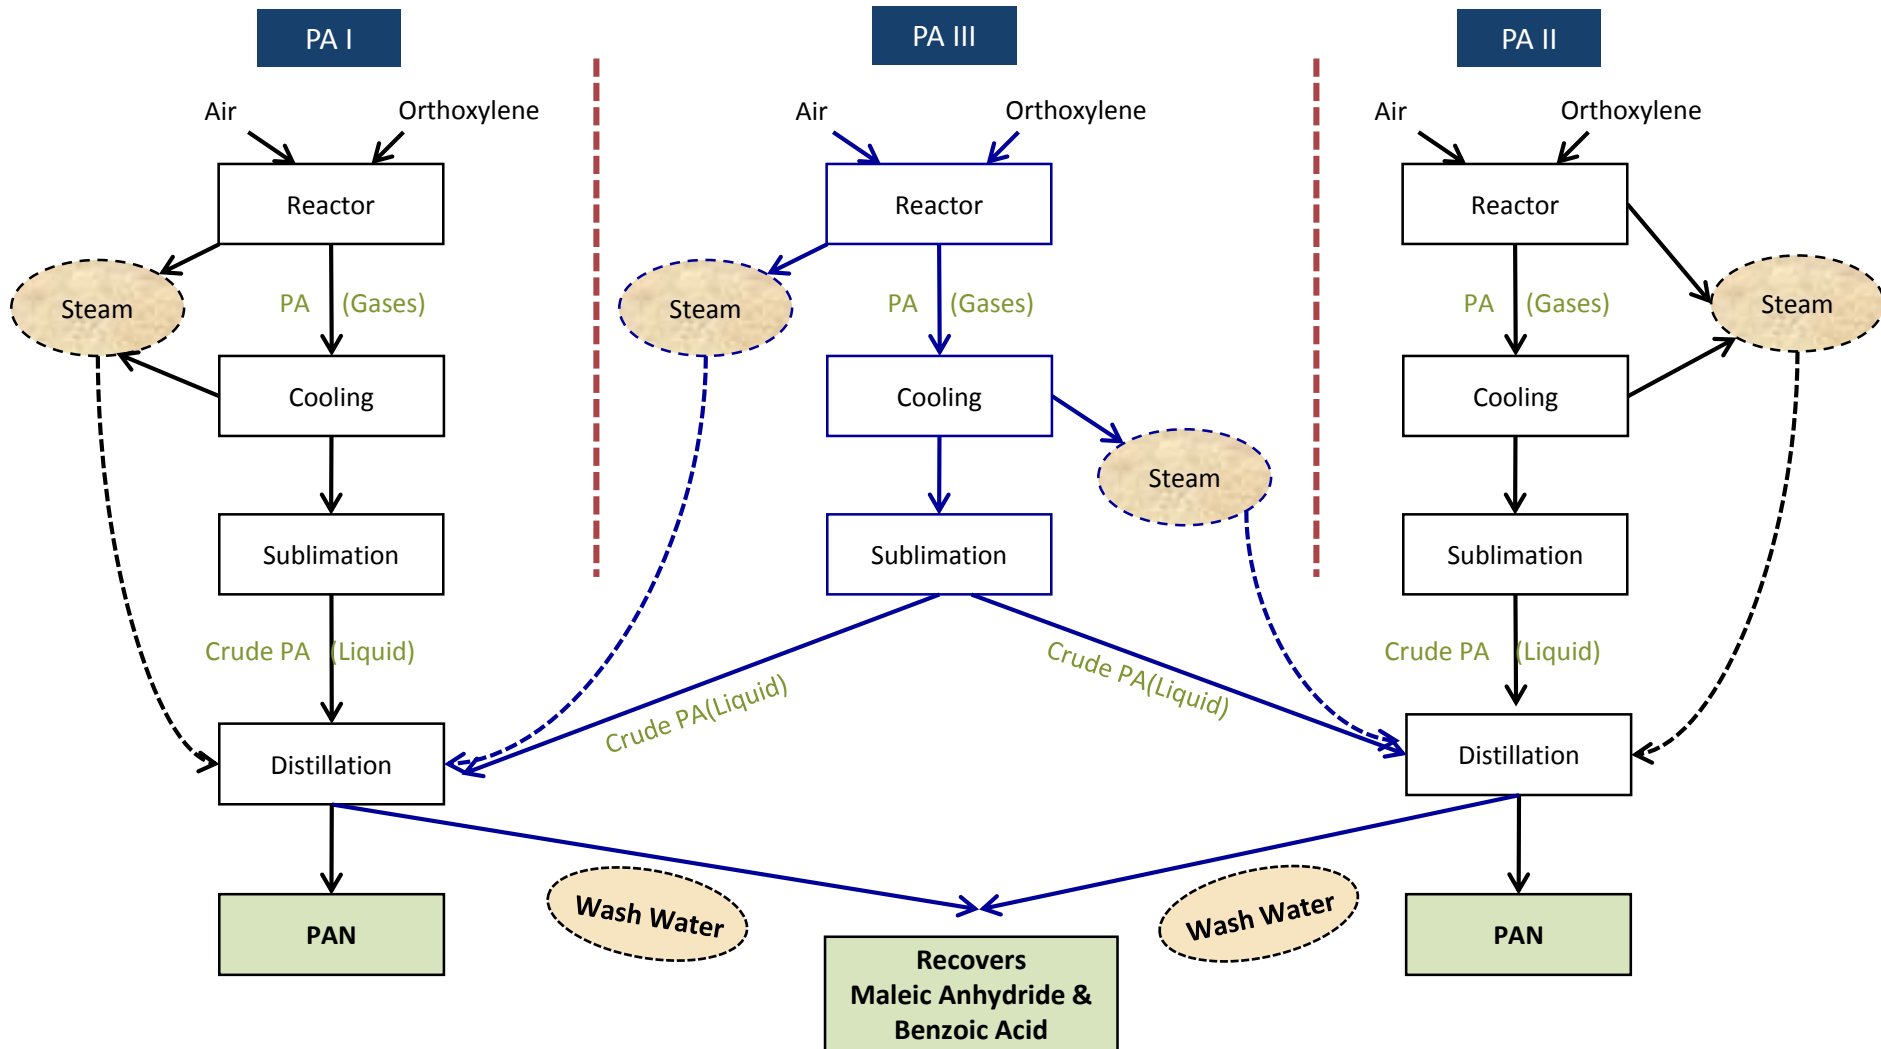 PA I
PA III
PA II
Air
Orthoxylene
Air
Orthoxylene
Air
Orthoxylene
Reactor
Reactor
Reactor
Steam
PA (Gases)
Steam
PA (Gases)
PA (Gases)
Steam
Cooling
Cooling
Cooling
Steam
Sublimation
Sublimation
Sublimation
Crude PA (Liquid)
Crude PA(Liquid)
Crude PA(Liquid)
Crude PA (Liquid)
Distillation
Distillation
Wash Water
Wash Water
PAN
PAN
Recovers
Maleic Anhydride &
Benzoic Acid